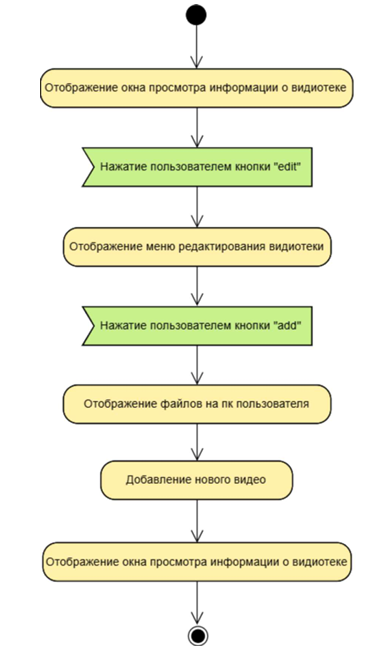 Отображение окна просмотра информации о видиотеке
Нажатие пользователем кнопки "edit"
Отображение меню редактирования видиотеки
Нажатие пользователем кнопки "add"
Отображение файлов на пк пользователя
Добавление нового видео
Отображение окна просмотра информации о видиотеке